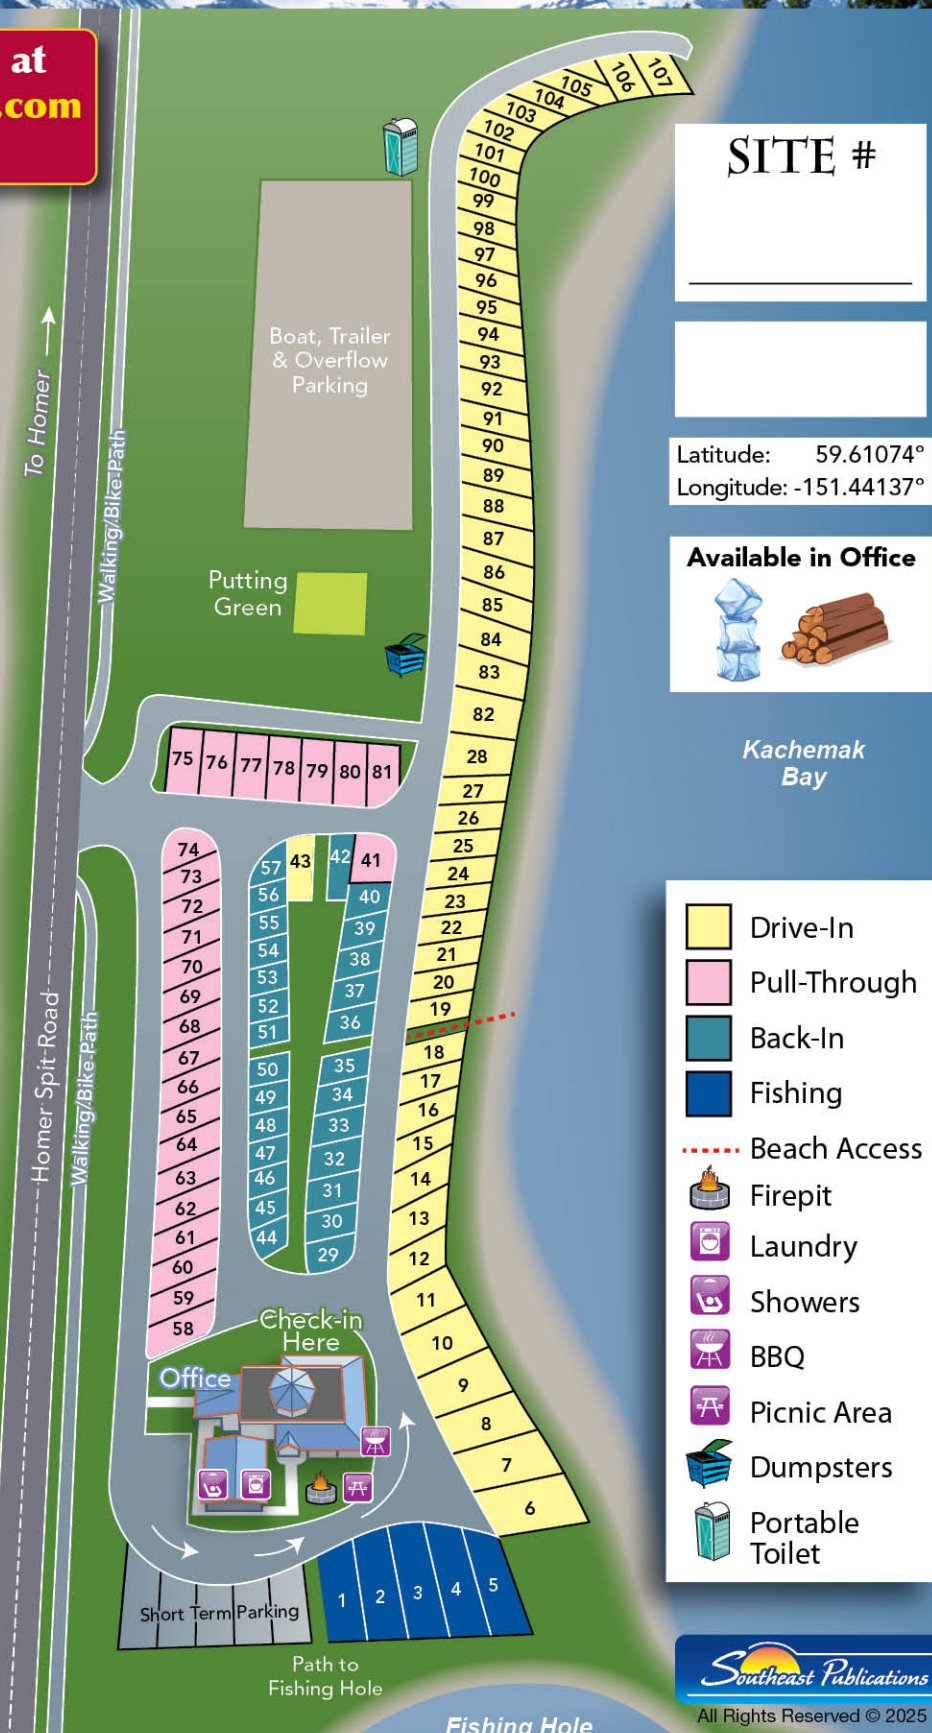 at
.com
107
106
105
104
103
102
101
100
99
98
97
96
95
94
93
92
91
90
89
88
87
86
85
84
83
82
28
27
26
25
24
23
22
21
20
19
18
17
16
15
14
13
12
11
10
9
8
7
6
SITE #
Boat, Trailer
& Overflow
Parking
To Homer
Walking/Bike Path
Latitude: 59.61074°
Longitude: -151.44137°
Available in Office
Putting
Green
Kachemak
Bay
75 76 77 78 79 80 81
74
73
72
71
70
69
68
67
66
65
64
63
62
61
60
59
58
57
56
55
54
53
52
51
50
49
48
47
46
45
44
43
42
41
40
39
38
37
36
35
34
33
32
31
30
29
Homer Spit Road
Walking/Bike Path
Drive-In
Pull-Through
Back-In
Fishing
Beach Access
Firepit
Laundry
Showers
BBQ
Picnic Area
Dumpsters
Portable
Toilet
Check-in
Here
Office
Short Term Parking
1 2 3 4 5
Path to
Fishing Hole
Fishing Hole
Southeast Publications
All Rights Reserved © 2025